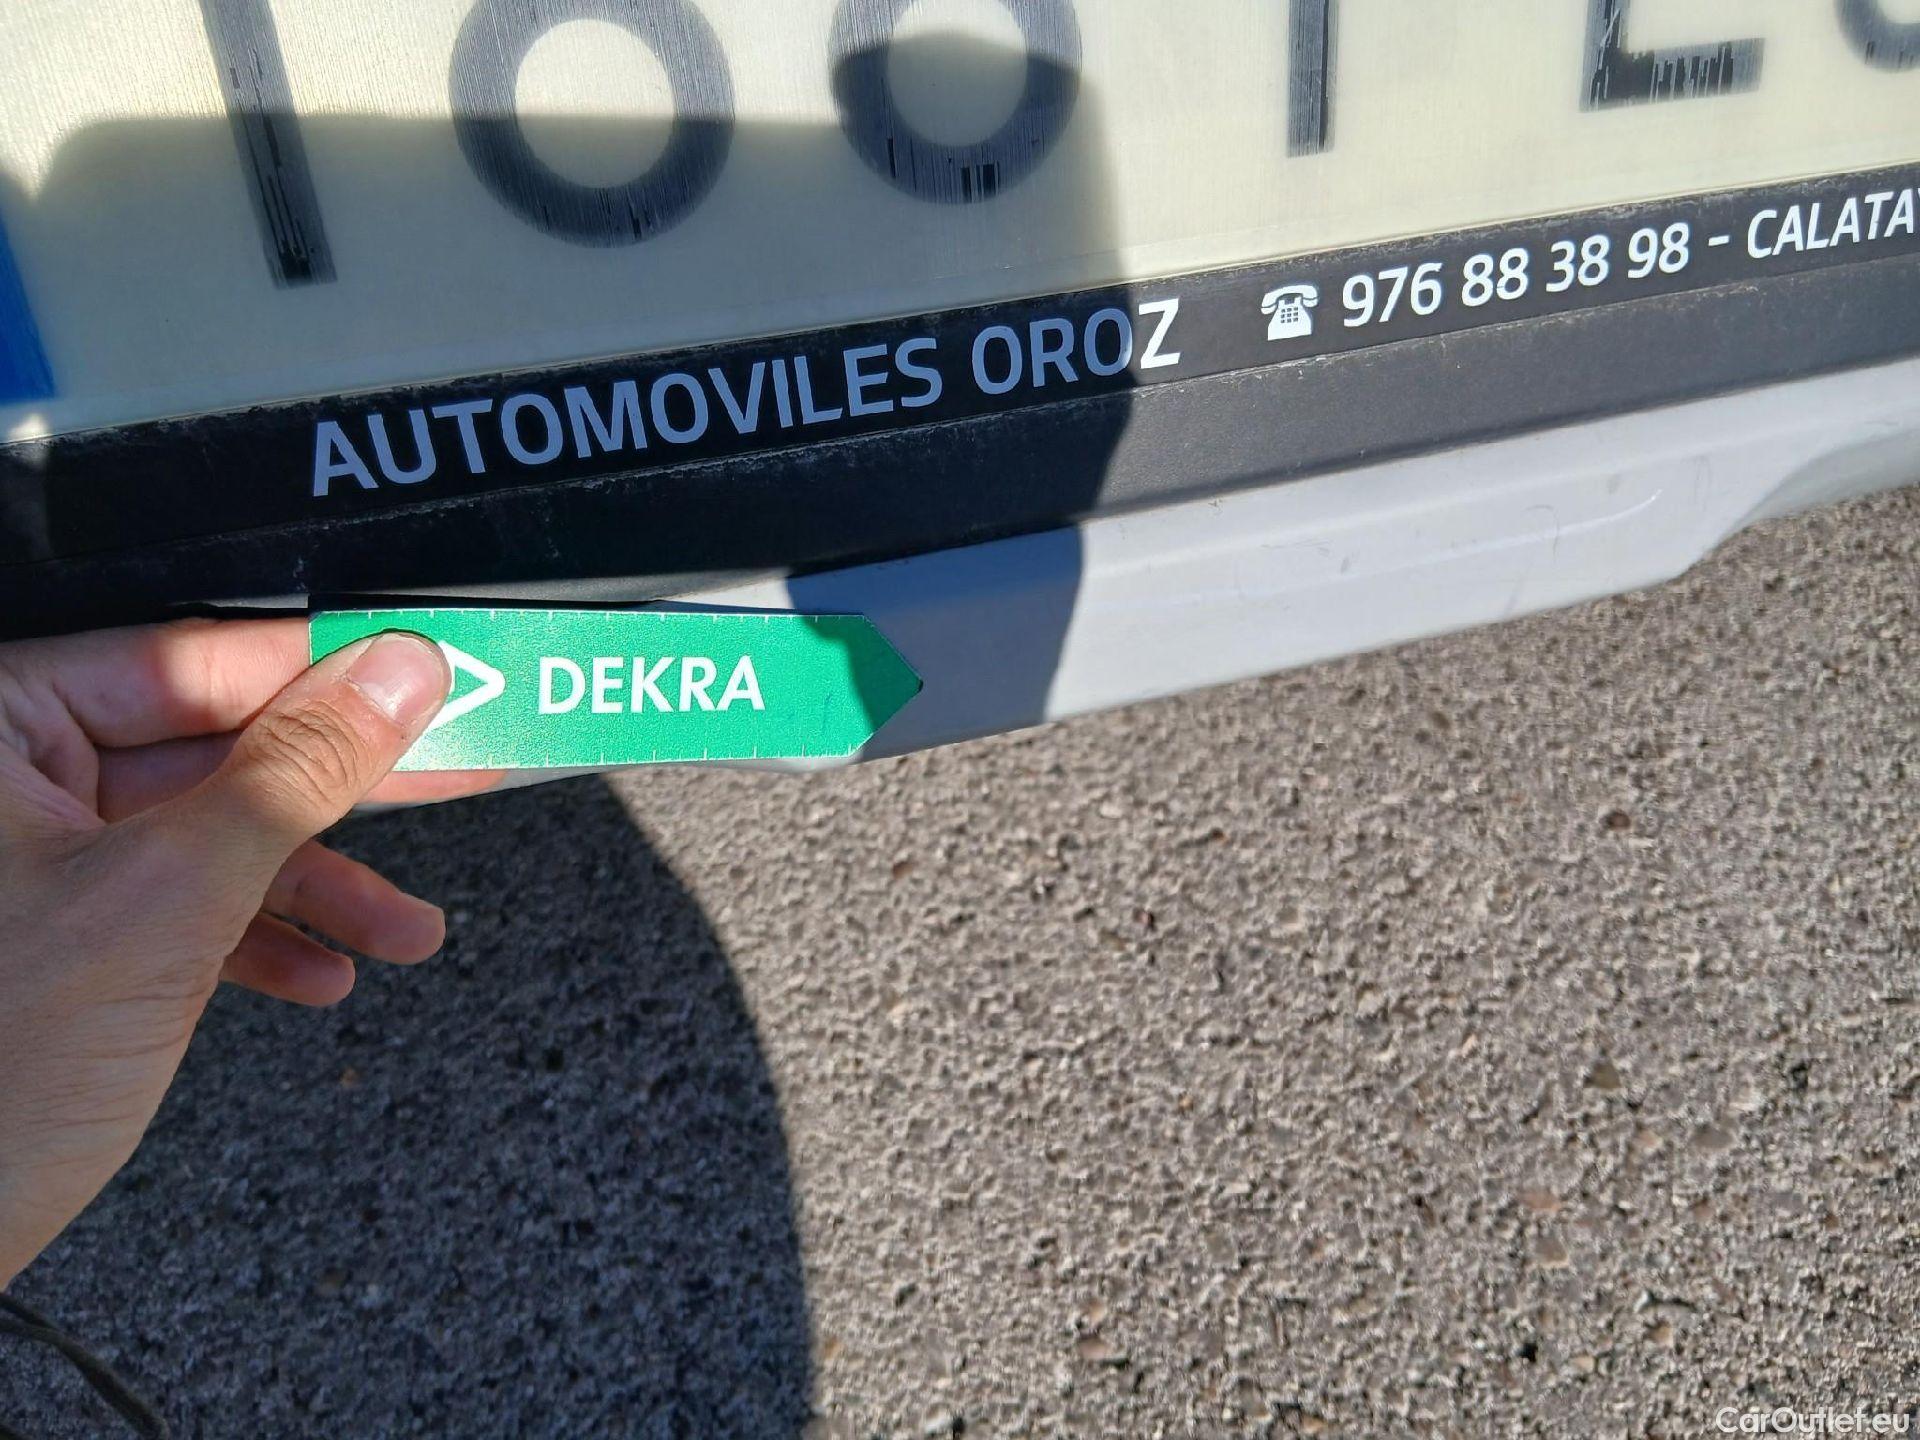 AUTOMOVILES OROZ ☎ 976 88 38 98 - CALATA
DEKRA
CarOutlet.eu